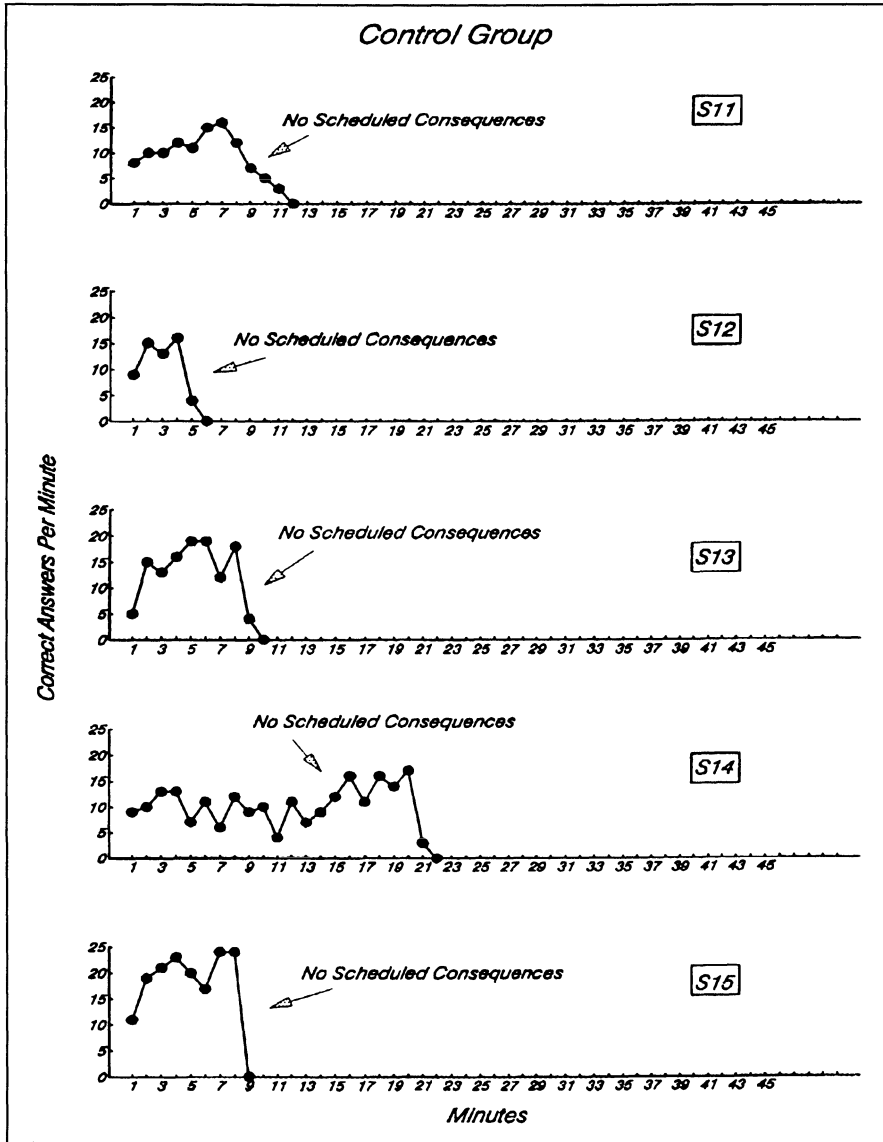 Control Group
S11
No Scheduled Consequences
25
20
15
10
5
0
1 3 5 7 9 11 13 15 17 19 21 23 25 27 29 31 33 35 37 39 41 43 45
S12
No Scheduled Consequences
25
20
15
10
5
0
1 3 5 7 9 11 13 15 17 19 21 23 25 27 29 31 33 35 37 39 41 43 45
Correct Answers Per Minute
S13
No Scheduled Consequences
25
20
15
10
5
0
1 3 5 7 9 11 13 15 17 19 21 23 25 27 29 31 33 35 37 39 41 43 45
No Scheduled Consequences
S14
25
20
15
10
5
0
1 3 5 7 9 11 13 15 17 19 21 23 25 27 29 31 33 35 37 39 41 43 45
No Scheduled Consequences
S15
25
20
15
10
5
0
1 3 5 7 9 11 13 15 17 19 21 23 25 27 29 31 33 35 37 39 41 43 45
Minutes